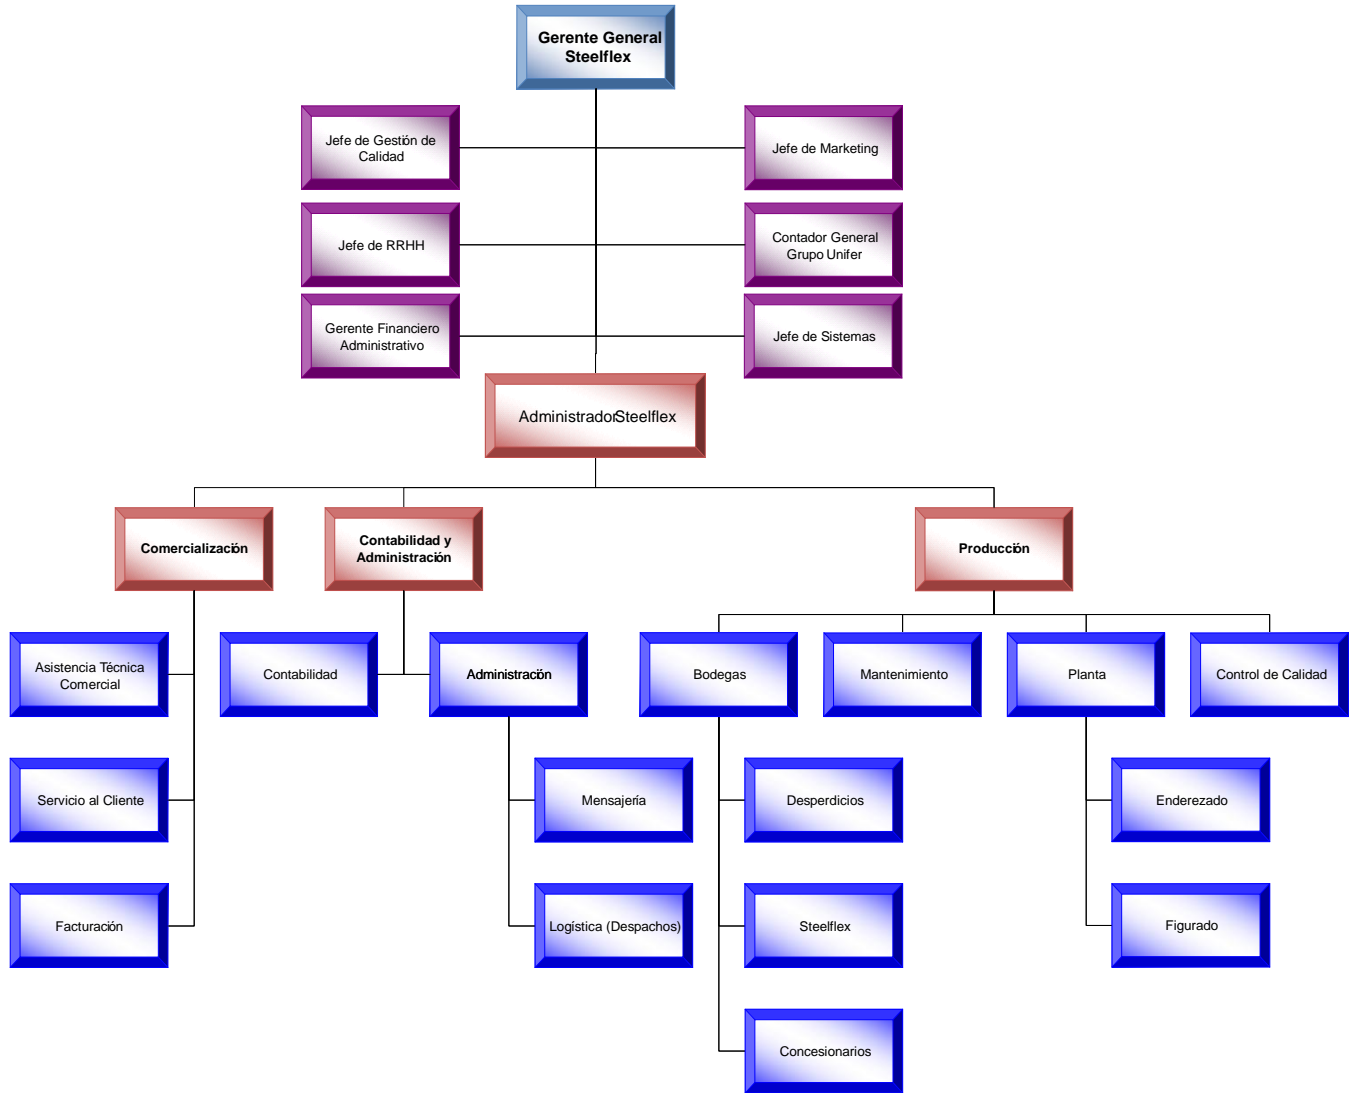 Gerente General
Steelflex
Jefe de Gestión de
Calidad
Jefe de Marketing
Jefe de RRHH
Contador General
Grupo Unifer
Gerente Financiero
Administrativo
Jefe de Sistemas
AdministradorSteelflex
Comercialización
Contabilidad y
Administración
Producción
Asistencia Técnica
Comercial
Contabilidad
Administración
Bodegas
Mantenimiento
Planta
Control de Calidad
Servicio al Cliente
Mensajería
Desperdicios
Enderezado
Facturación
Logística (Despachos)
Steelflex
Figurado
Concesionarios